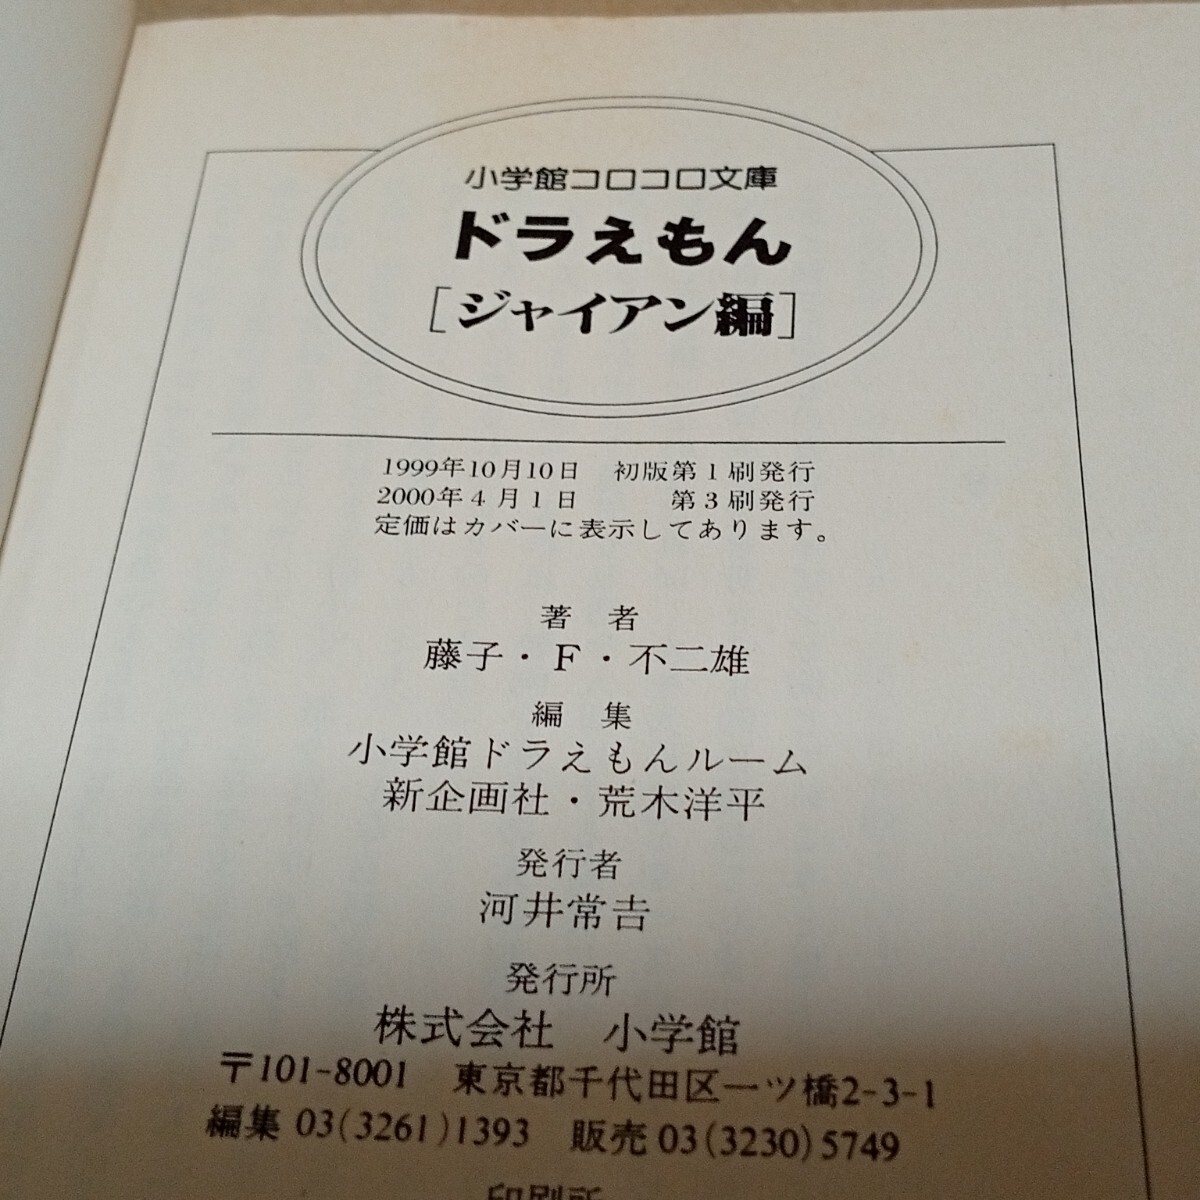 小学館コロコロ文庫
ドラえもん
［ジャイアン編］
1999年10月10日　初版第1刷発行
2000年4月1日　第3刷発行
定価はカバーに表示してあります。
著　者
藤子・F・不二雄
編　集
小学館ドラえもんルーム
新企画社・荒木洋平
発行者
河井常𠮷
発行所
株式会社　小学館
〒101-8001　東京都千代田区一ツ橋2-3-1
編集 03(3261)1393　販売 03(3230)5749
印刷所